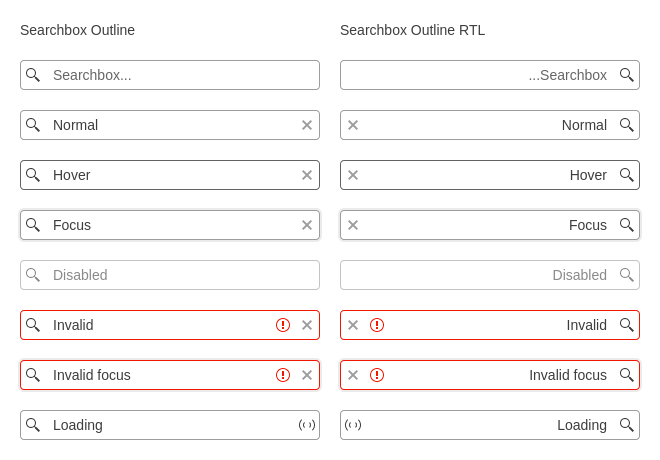 Searchbox Outline
Searchbox...
Normal
Hover
Focus
Disabled
Invalid
Invalid focus
Loading
Searchbox Outline RTL
...Searchbox
Normal
Hover
Focus
Disabled
Invalid
Invalid focus
Loading